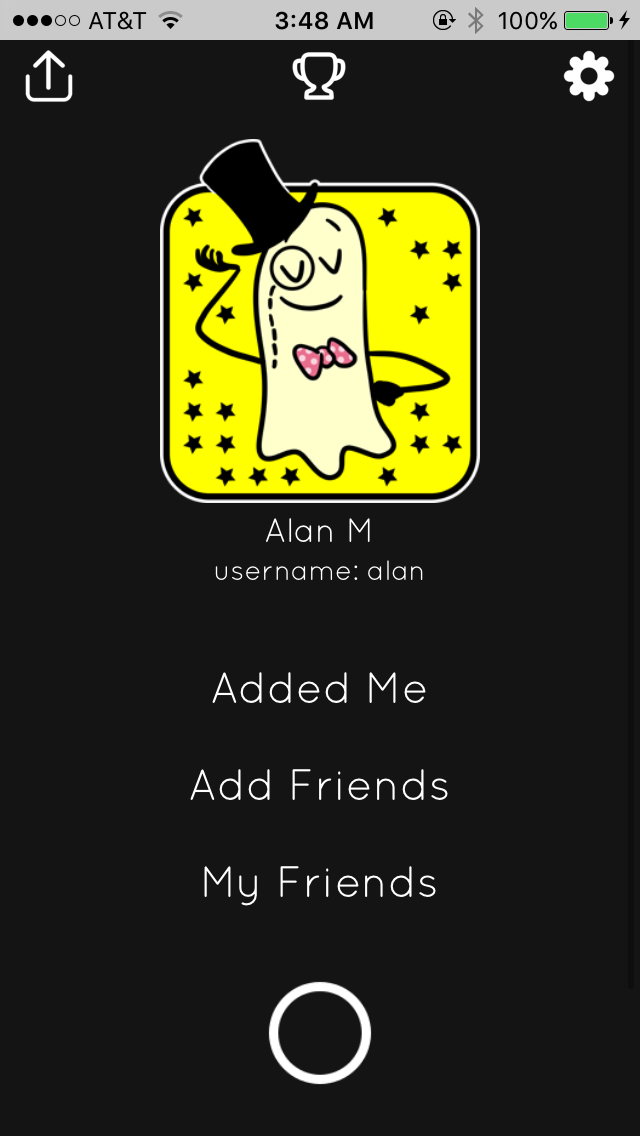 AT&T 3:48 AM 100%
Alan M
username: alan
Added Me
Add Friends
My Friends